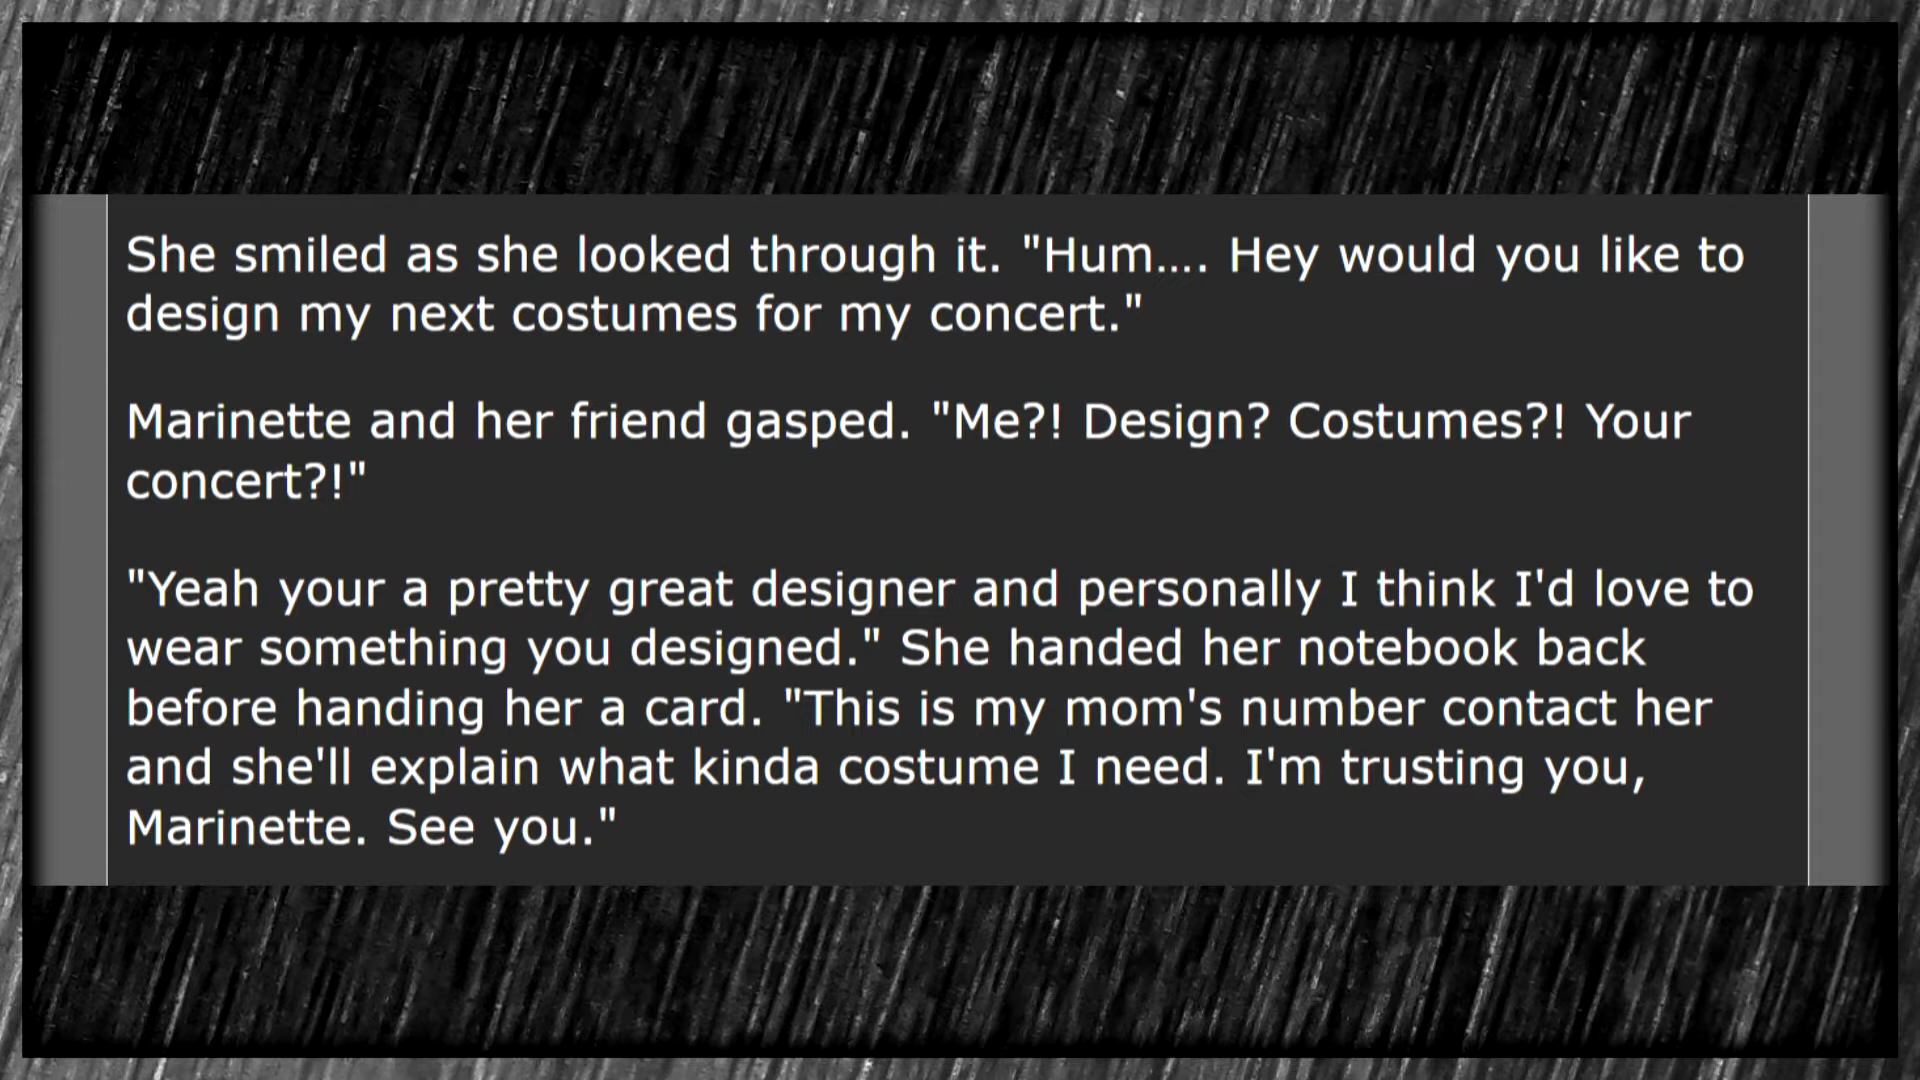 She smiled as she looked through it. "Hum.... Hey would you like to
design my next costumes for my concert."
Marinette and her friend gasped. "Me?! Design? Costumes?! Your
concert?!"
"Yeah your a pretty great designer and personally I think I'd love to
wear something you designed." She handed her notebook back
before handing her a card. "This is my mom's number contact her
and she'll explain what kinda costume I need. I'm trusting you,
Marinette. See you."